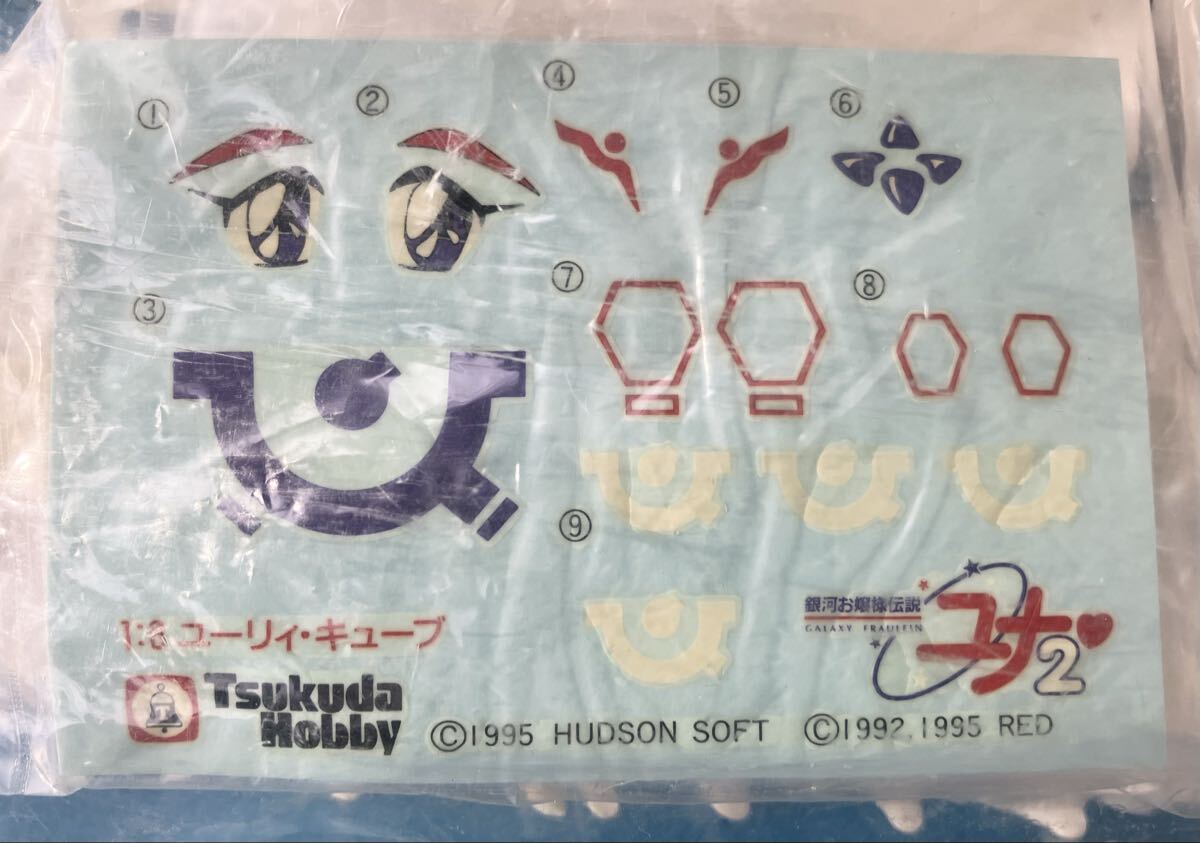 ① ② ④ ⑤ ⑥
③ ⑦ ⑧
⑨
銀河お嬢様伝説
GALAXY FRÄULEIN
ユナ2
1:8 ユーリィ・キューブ
Tsukuda
Hobby
©1995 HUDSON SOFT ©1992,1995 RED